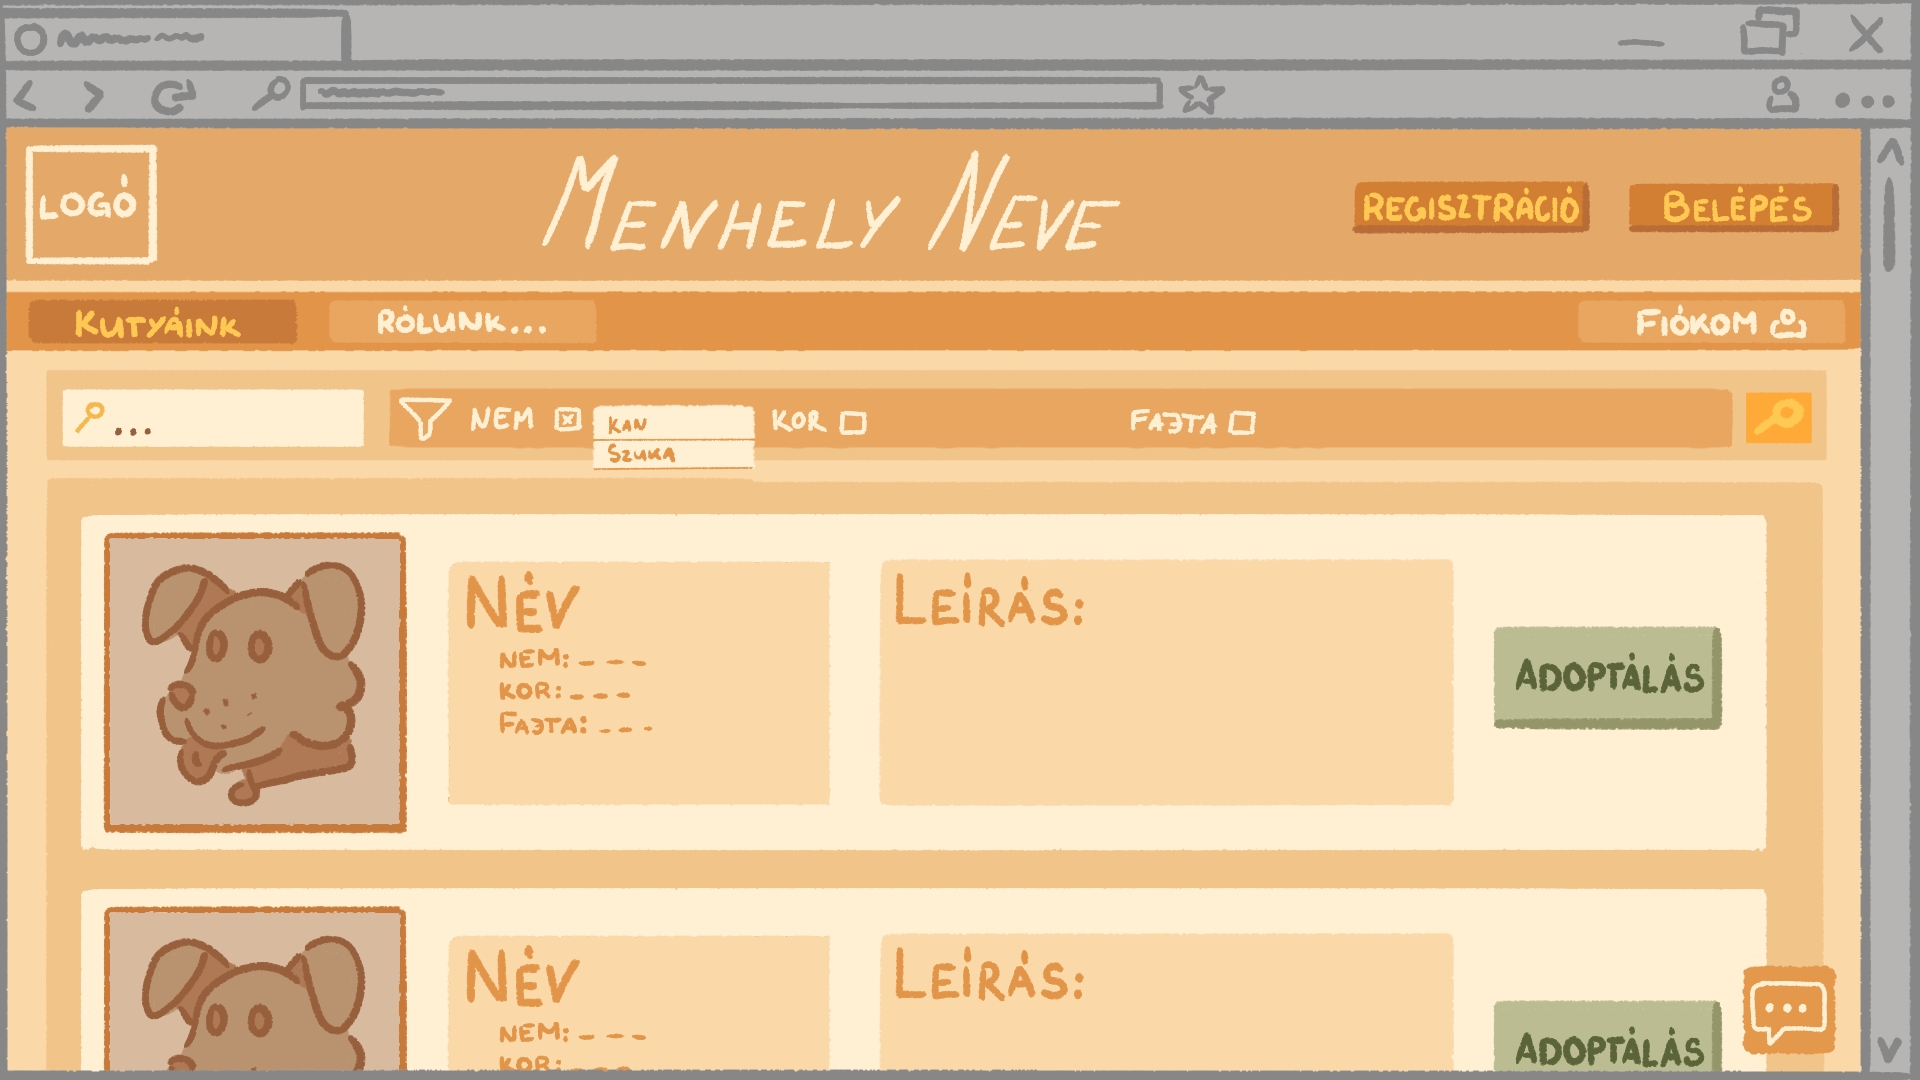 LOGÓ
MENHELY NEVE
REGISZTRÁCIÓ
BELÉPÉS
KUTYÁINK
RÓLUNK...
FIÓKOM
...
NEM
KAN
SZUKA
KOR
FAJTA
NÉV
NEM: _ _ _
KOR: _ _ _
FAJTA: _ _ _
LEÍRÁS:
ADOPTÁLÁS
NÉV
NEM: _ _ _
KOR: _ _ _
LEÍRÁS:
ADOPTÁLÁS